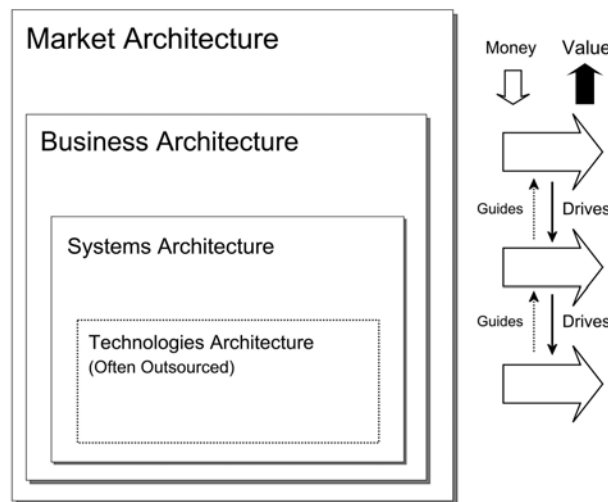 Market Architecture
Business Architecture
Systems Architecture
Technologies Architecture
(Often Outsourced)
Money Value
Guides Drives
Guides Drives